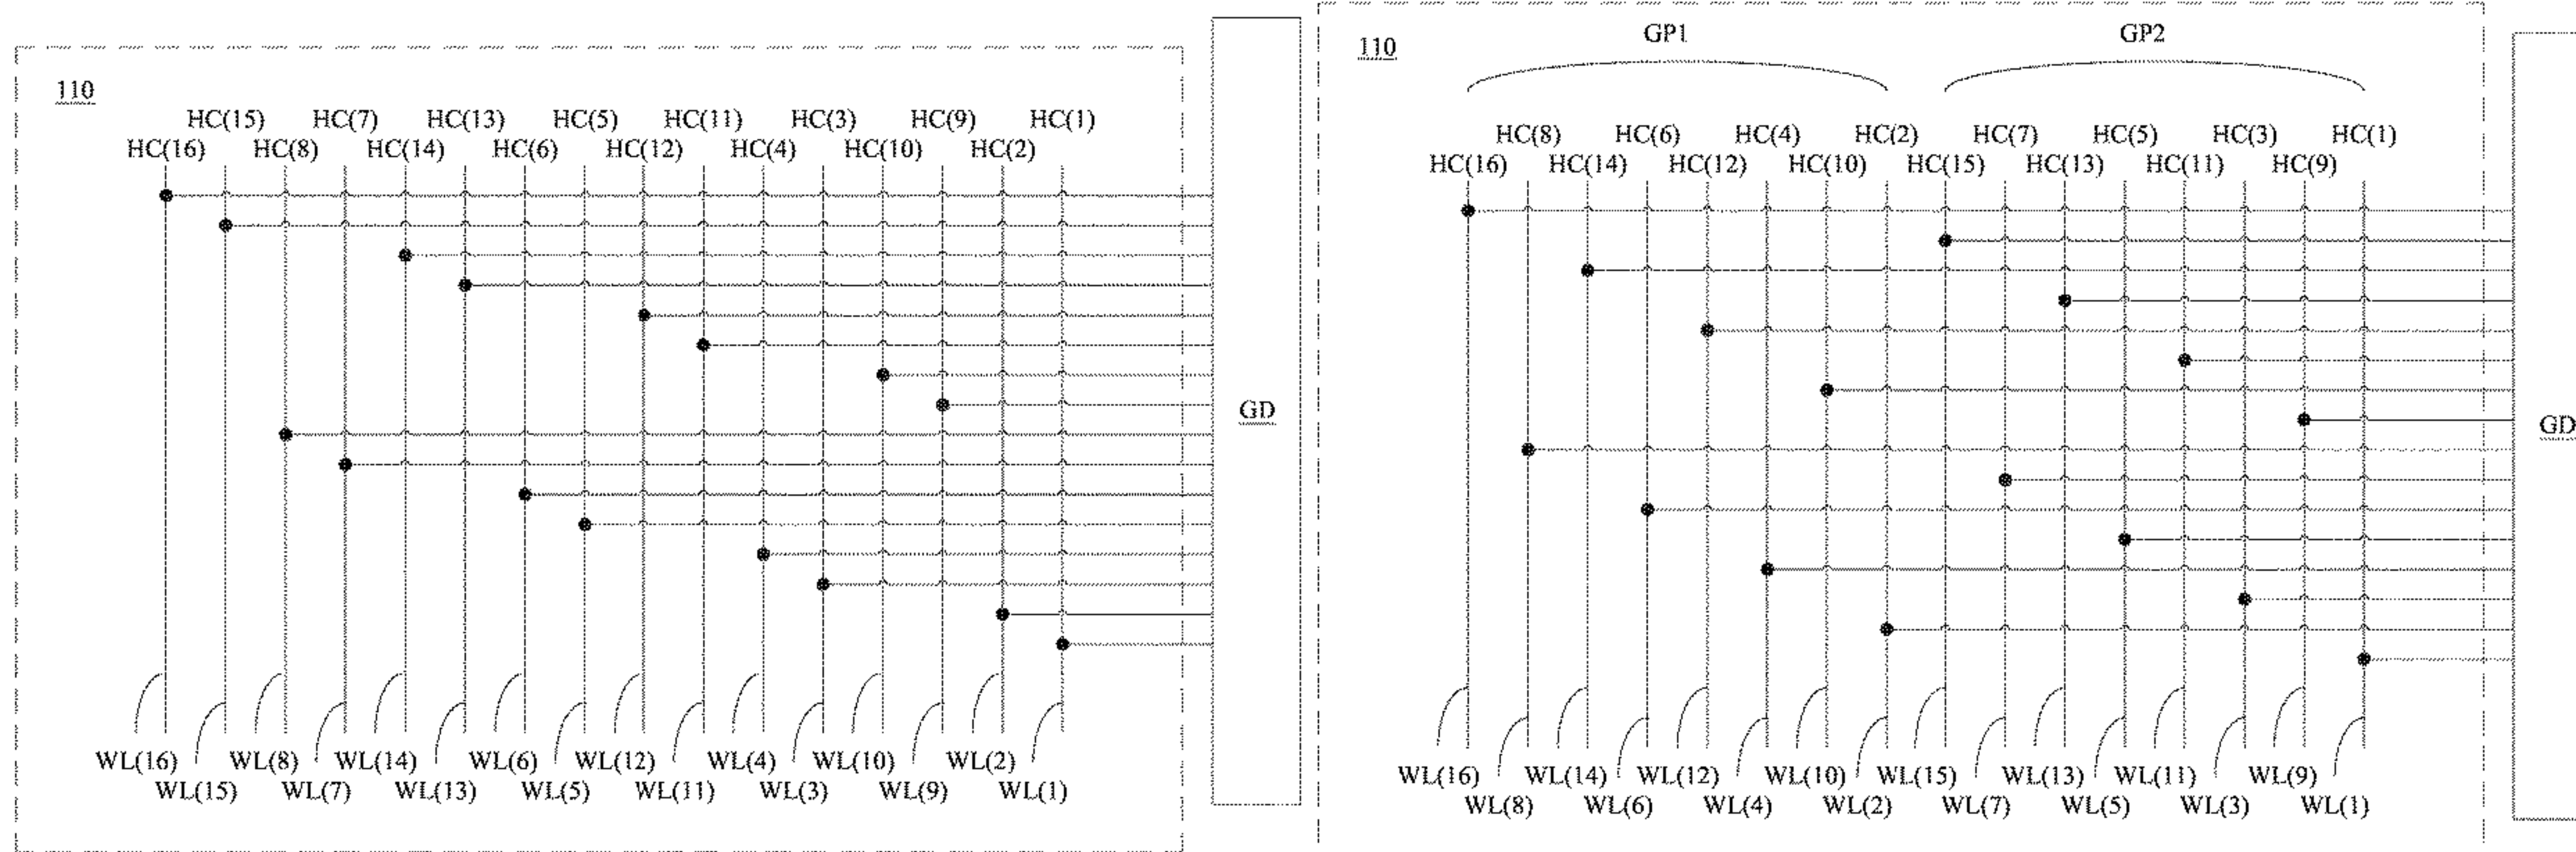 110
HC(15) HC(7) HC(13) HC(5) HC(11) HC(3) HC(9) HC(1)
HC(16) HC(8) HC(14) HC(6) HC(12) HC(4) HC(10) HC(2)
GD
WL(16) WL(8) WL(14) WL(6) WL(12) WL(4) WL(10) WL(2)
WL(15) WL(7) WL(13) WL(5) WL(11) WL(3) WL(9) WL(1)
GP1 GP2
110
HC(8) HC(6) HC(4) HC(2) HC(7) HC(5) HC(3) HC(1)
HC(16) HC(14) HC(12) HC(10) HC(15) HC(13) HC(11) HC(9)
GD
WL(16) WL(14) WL(12) WL(10) WL(15) WL(13) WL(11) WL(9)
WL(8) WL(6) WL(4) WL(2) WL(7) WL(5) WL(3) WL(1)